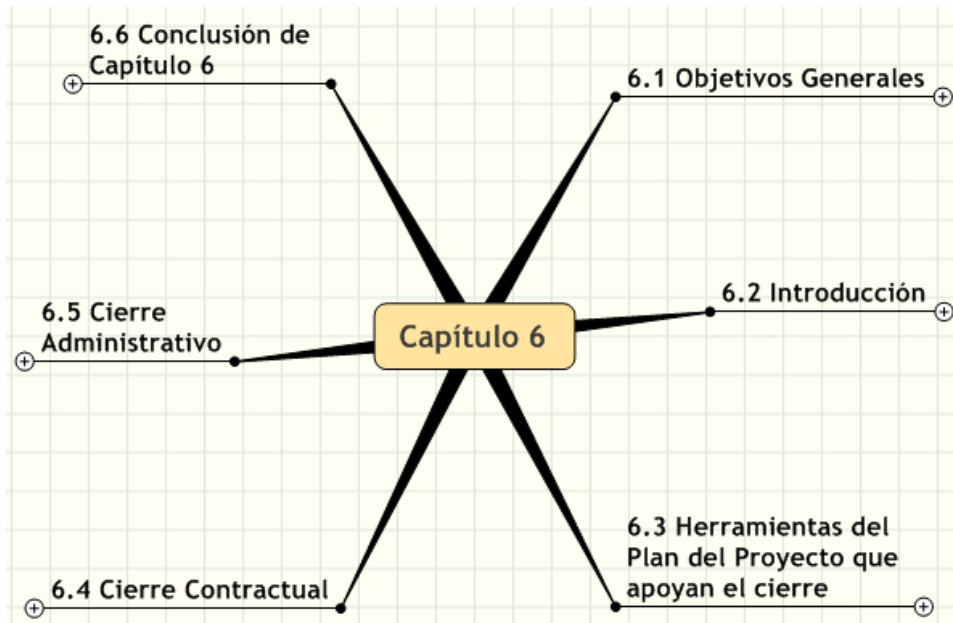 6.6 Conclusión de
Capítulo 6
6.1 Objetivos Generales
6.2 Introducción
6.5 Cierre
Administrativo
Capítulo 6
6.3 Herramientas del
Plan del Proyecto que
apoyan el cierre
6.4 Cierre Contractual